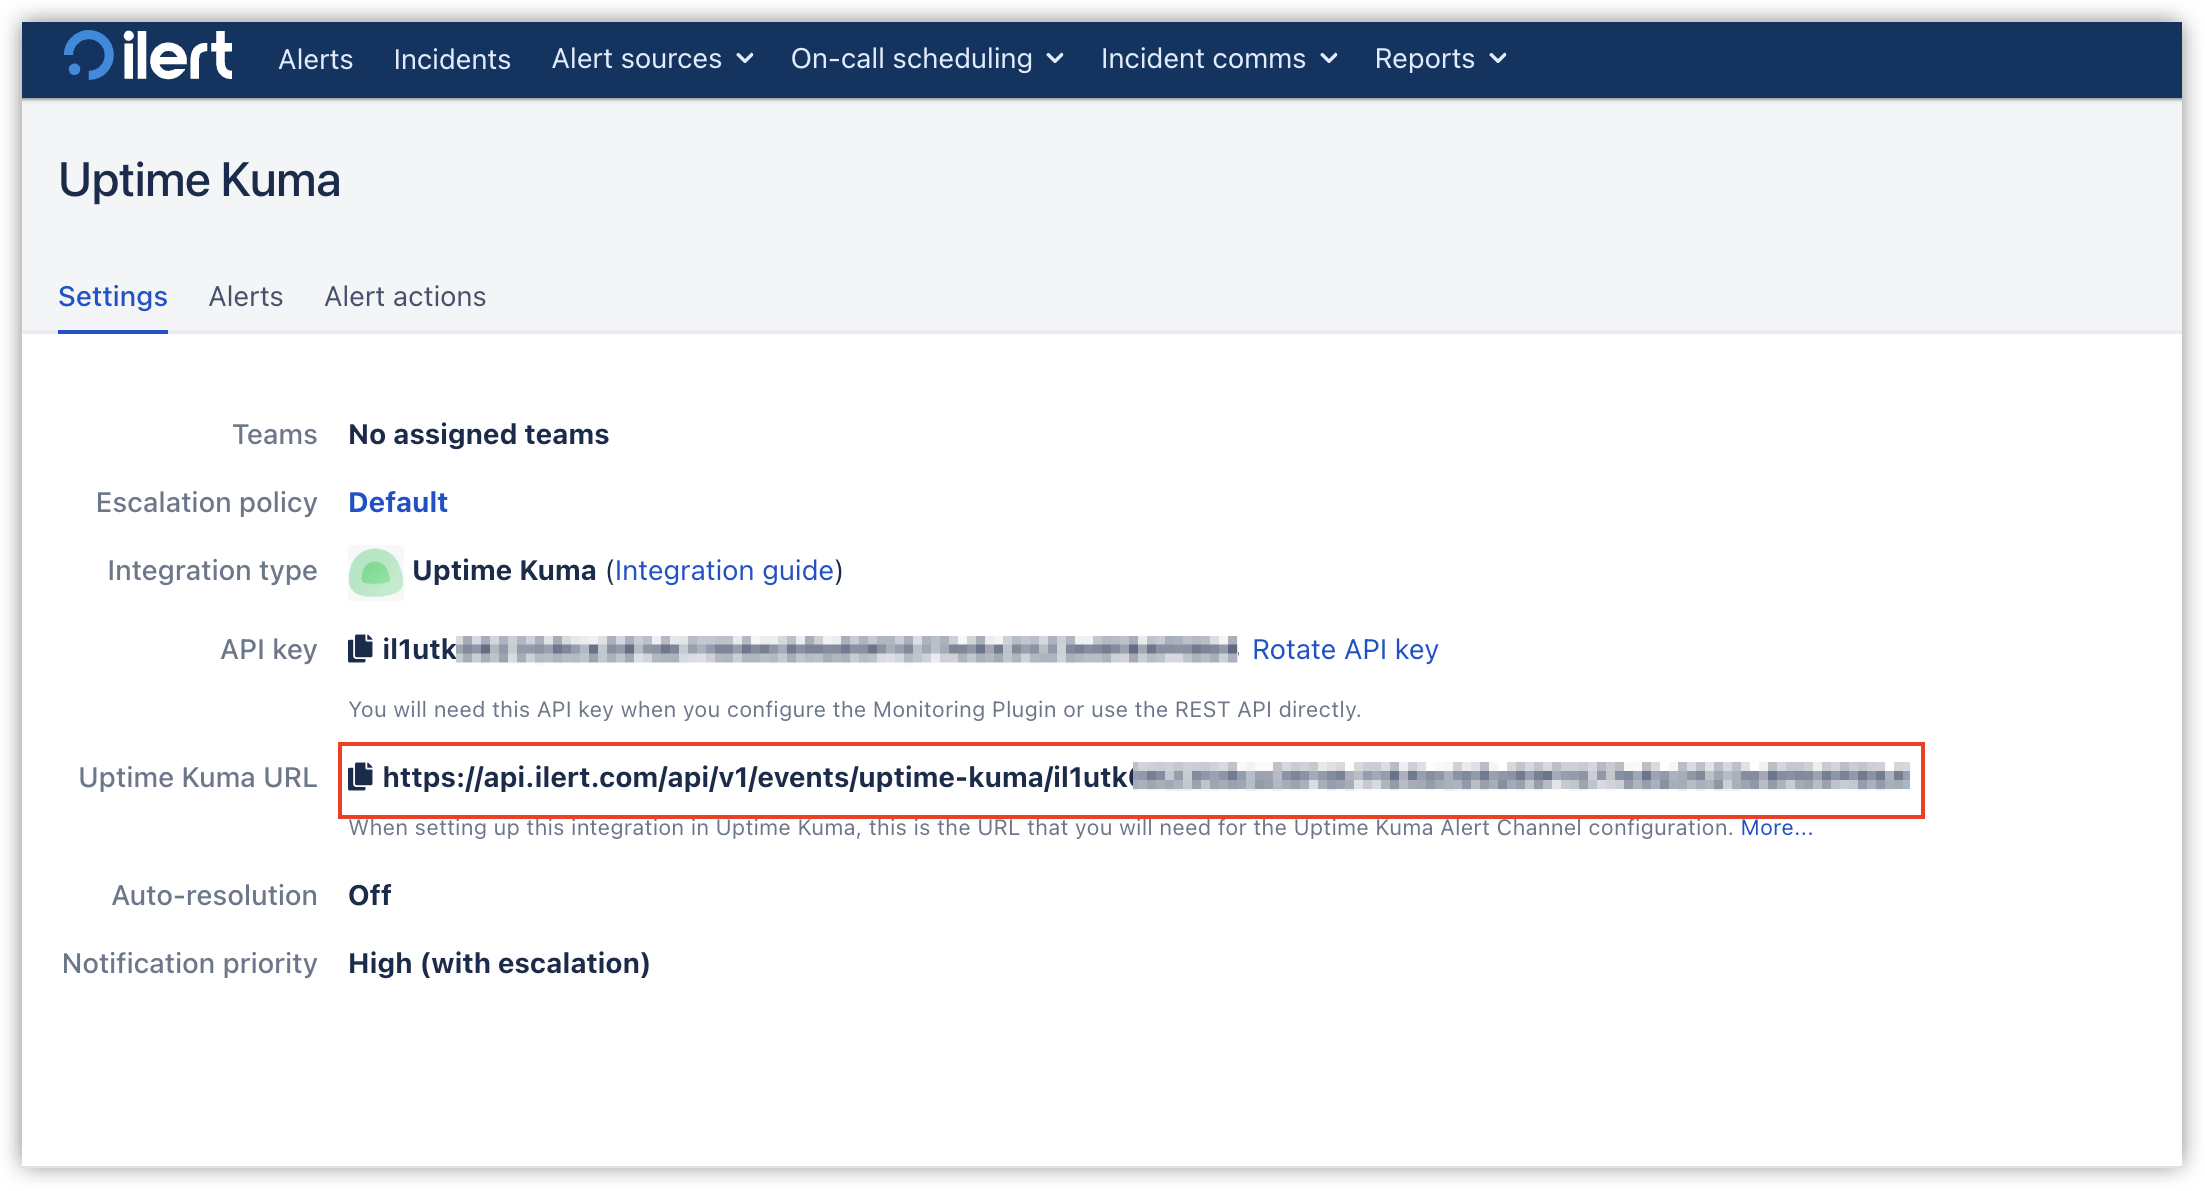 ilert Alerts Incidents Alert sources On-call scheduling Incident comms Reports
Uptime Kuma
Settings Alerts Alert actions
Teams No assigned teams
Escalation policy Default
Integration type Uptime Kuma (Integration guide)
API key il1utk Rotate API key
You will need this API key when you configure the Monitoring Plugin or use the REST API directly.
Uptime Kuma URL https://api.ilert.com/api/v1/events/uptime-kuma/il1utk
When setting up this integration in Uptime Kuma, this is the URL that you will need for the Uptime Kuma Alert Channel configuration. More...
Auto-resolution Off
Notification priority High (with escalation)